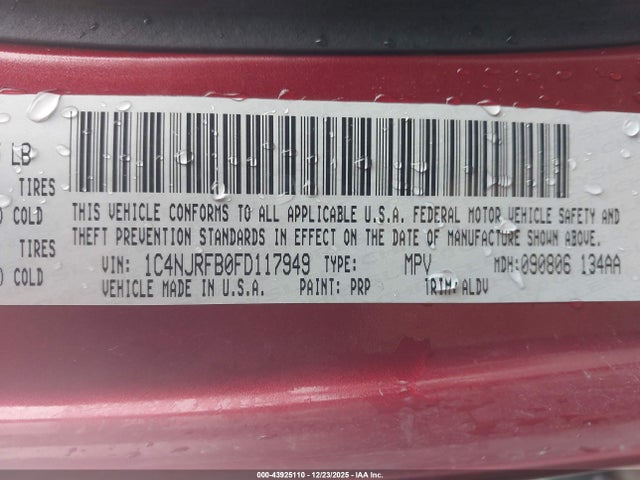 LB
TIRES
COLD
TIRES
COLD
THIS VEHICLE CONFORMS TO ALL APPLICABLE U.S.A. FEDERAL MOTOR VEHICLE SAFETY AND
THEFT PREVENTION STANDARDS IN EFFECT ON THE DATE OF MANUFACTURE SHOWN ABOVE.
VIN: 1C4NJRFB0FD117949 TYPE: MPV MDH:090806 134AA
VEHICLE MADE IN U.S.A. PAINT: PRP TRIM:ALDV
000-43925110 - 12/23/2025 - IAA Inc.